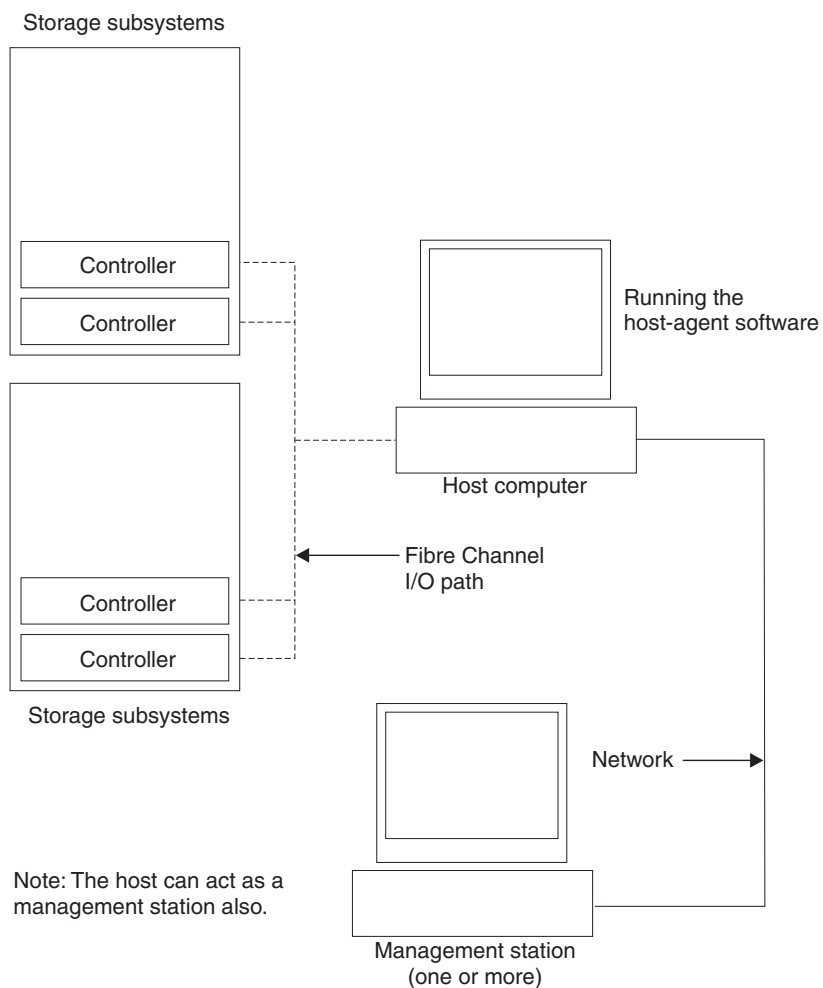 Storage subsystems
Controller
Controller
Running the
host-agent software
Host computer
Fibre Channel
I/O path
Controller
Controller
Storage subsystems
Network
Note: The host can act as a
management station also.
Management station
(one or more)